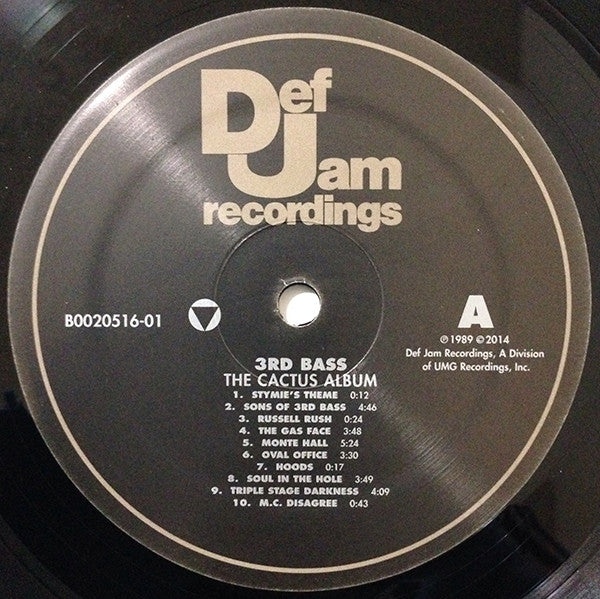 Def
Jam
recordings
B0020516-01
A
℗ 1989 © 2014
Def Jam Recordings, A Division
of UMG Recordings, Inc.
3RD BASS
THE CACTUS ALBUM
1. STYMIE'S THEME 0:12
2. SONS OF 3RD BASS 4:46
3. RUSSELL RUSH 0:24
4. THE GAS FACE 3:48
5. MONTE HALL 5:24
6. OVAL OFFICE 3:30
7. HOODS 0:17
8. SOUL IN THE HOLE 3:49
9. TRIPLE STAGE DARKNESS 4:09
10. M.C. DISAGREE 0:43